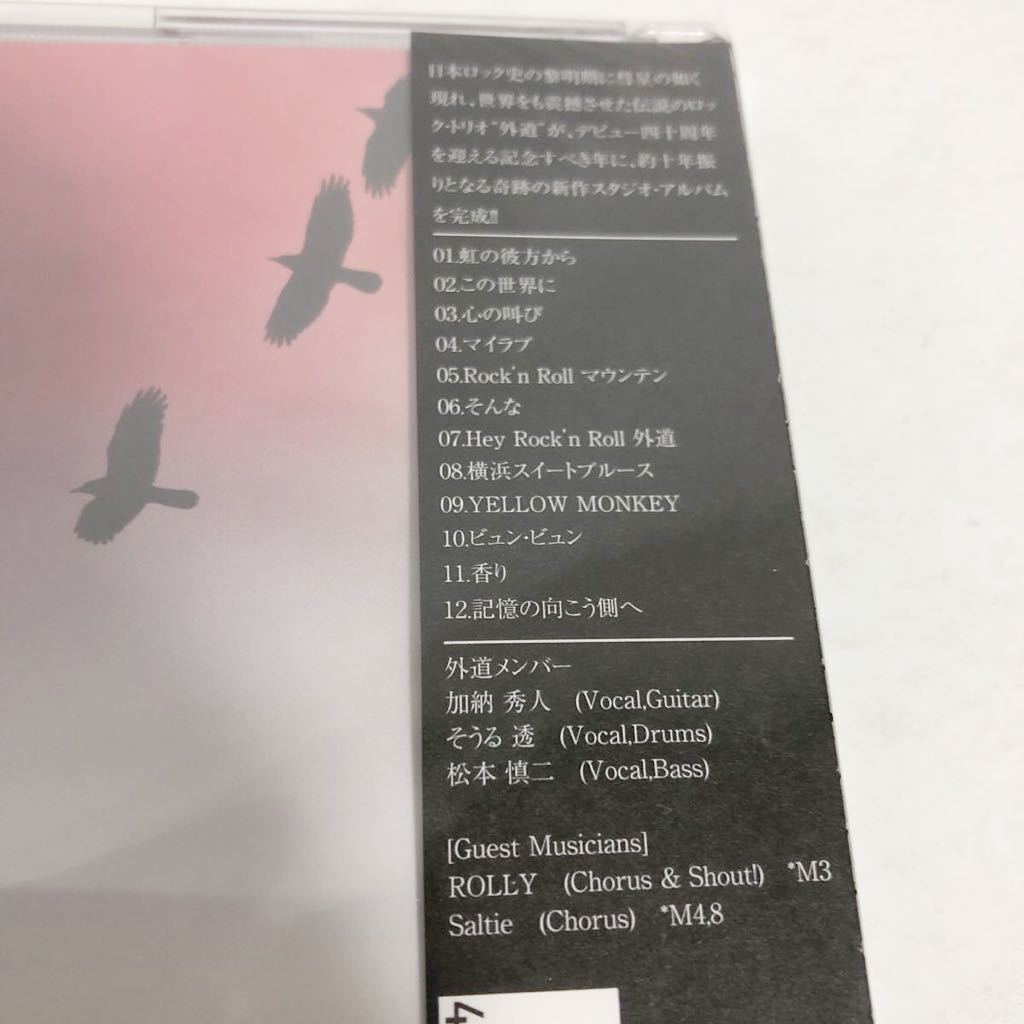 日本ロック史の黎明期に彗星の如く
現れ、世界をも震撼させた伝説のロッ
ク・トリオ"外道"が、デビュー四十周年
を迎える記念すべき年に、約十年振
りとなる奇跡の新作スタジオ・アルバム
を完成!!
01.虹の彼方から
02.この世界に
03.心の叫び
04.マイラブ
05.Rock'n Roll マウンテン
06.そんな
07.Hey Rock'n Roll 外道
08.横浜スイートブルース
09.YELLOW MONKEY
10.ビュン・ビュン
11.香り
12.記憶の向こう側へ
外道メンバー
加納 秀人 (Vocal,Guitar)
そうる 透 (Vocal,Drums)
松本 慎二 (Vocal,Bass)
[Guest Musicians]
ROLLY (Chorus & Shout!) *M3
Saltie (Chorus) *M4,8
4